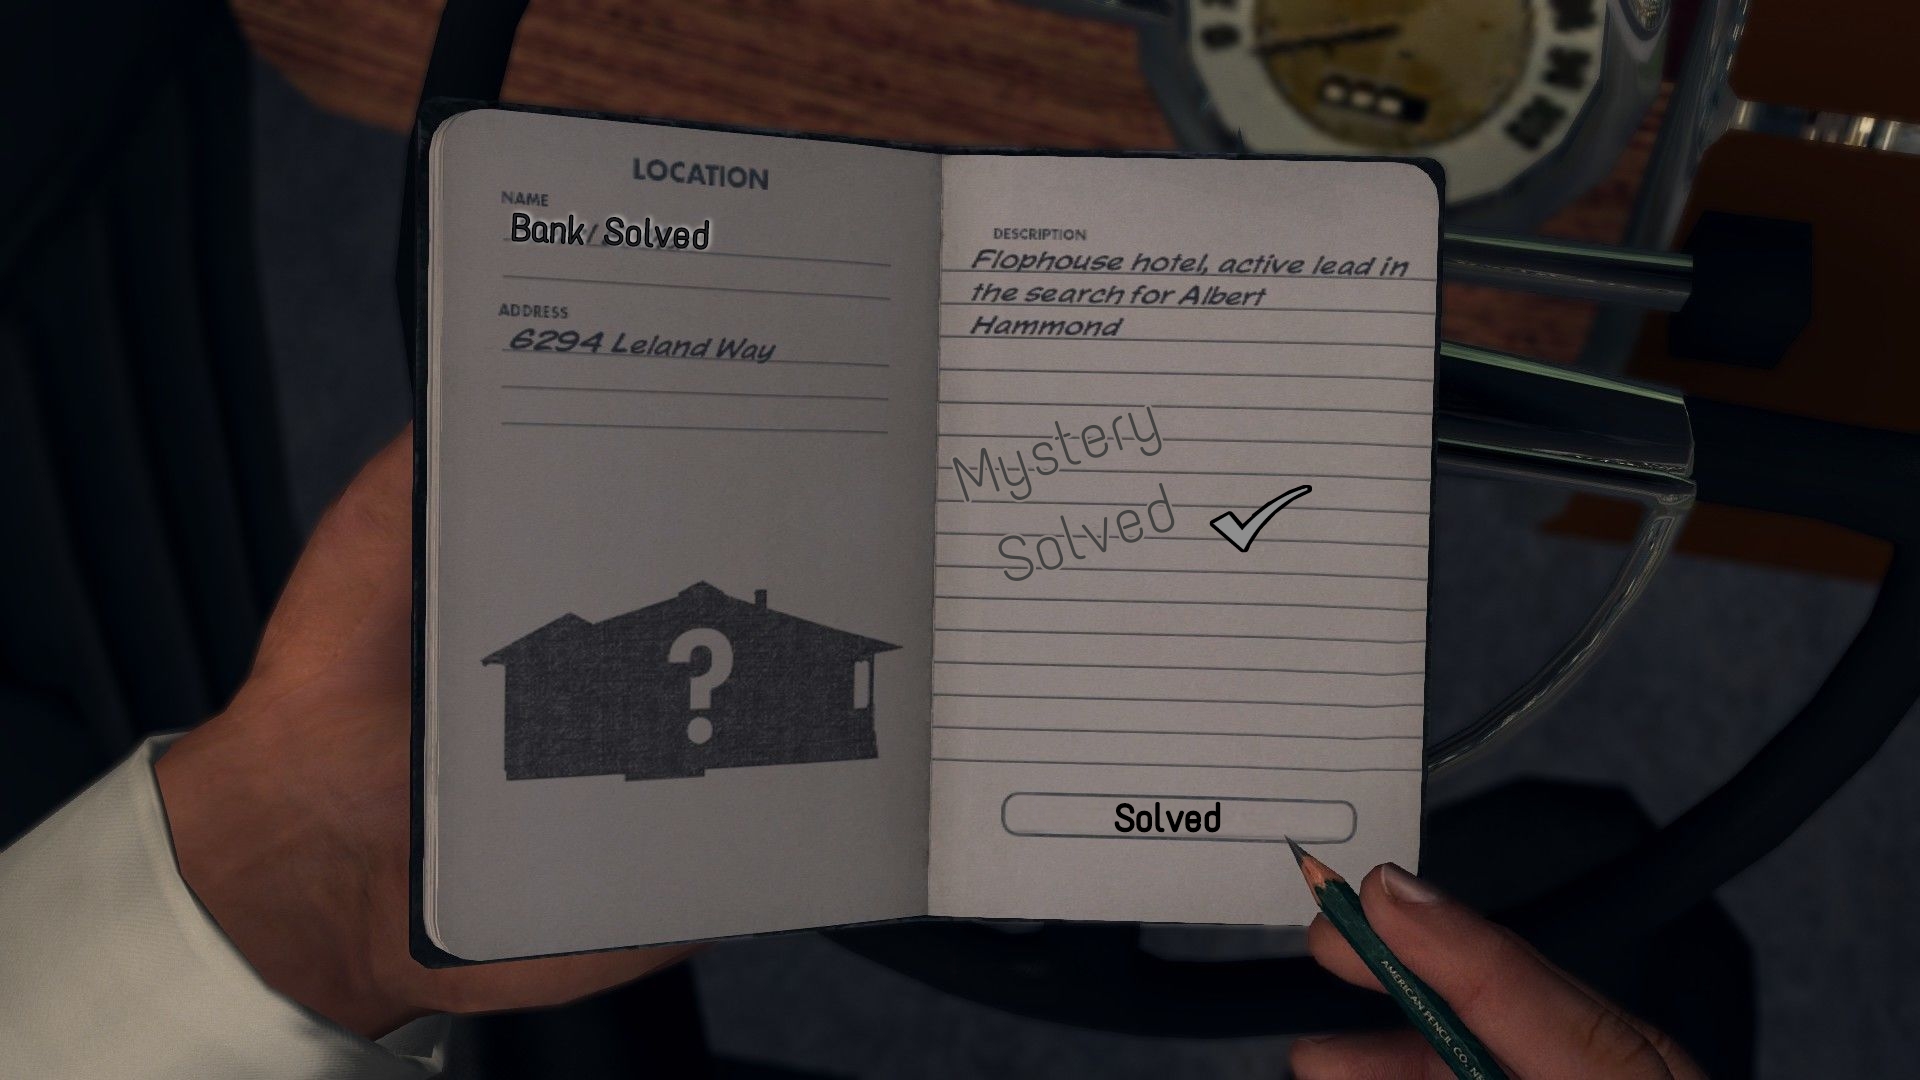 LOCATION
NAME
Bank/Solved
ADDRESS
6294 Leland Way
?
DESCRIPTION
Flophouse hotel, active lead in
the search for Albert
Hammond
Mystery
Solved
Solved
AMERICAN PENCIL CO.